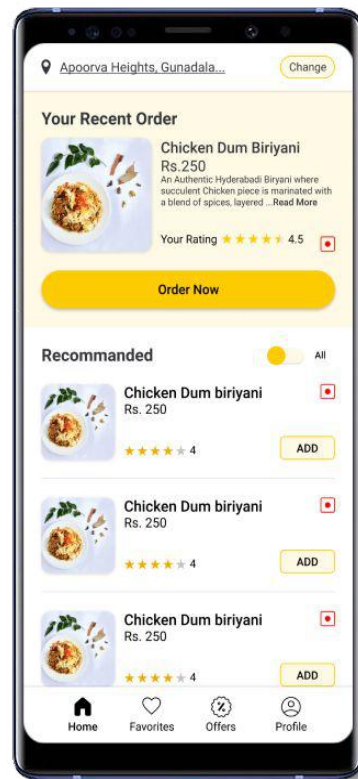 Apoorva Heights, Gunadala...
Change
Your Recent Order
Chicken Dum Biriyani
Rs.250
An Authentic Hyderabadi Biryani where
succulent Chicken piece is marinated with
a blend of spices, layered ...Read More
Your Rating 4.5
Order Now
Recommanded
All
Chicken Dum biriyani
Rs. 250
4
ADD
Chicken Dum biriyani
Rs. 250
4
ADD
Chicken Dum biriyani
Rs. 250
4
ADD
Home
Favorites
Offers
Profile